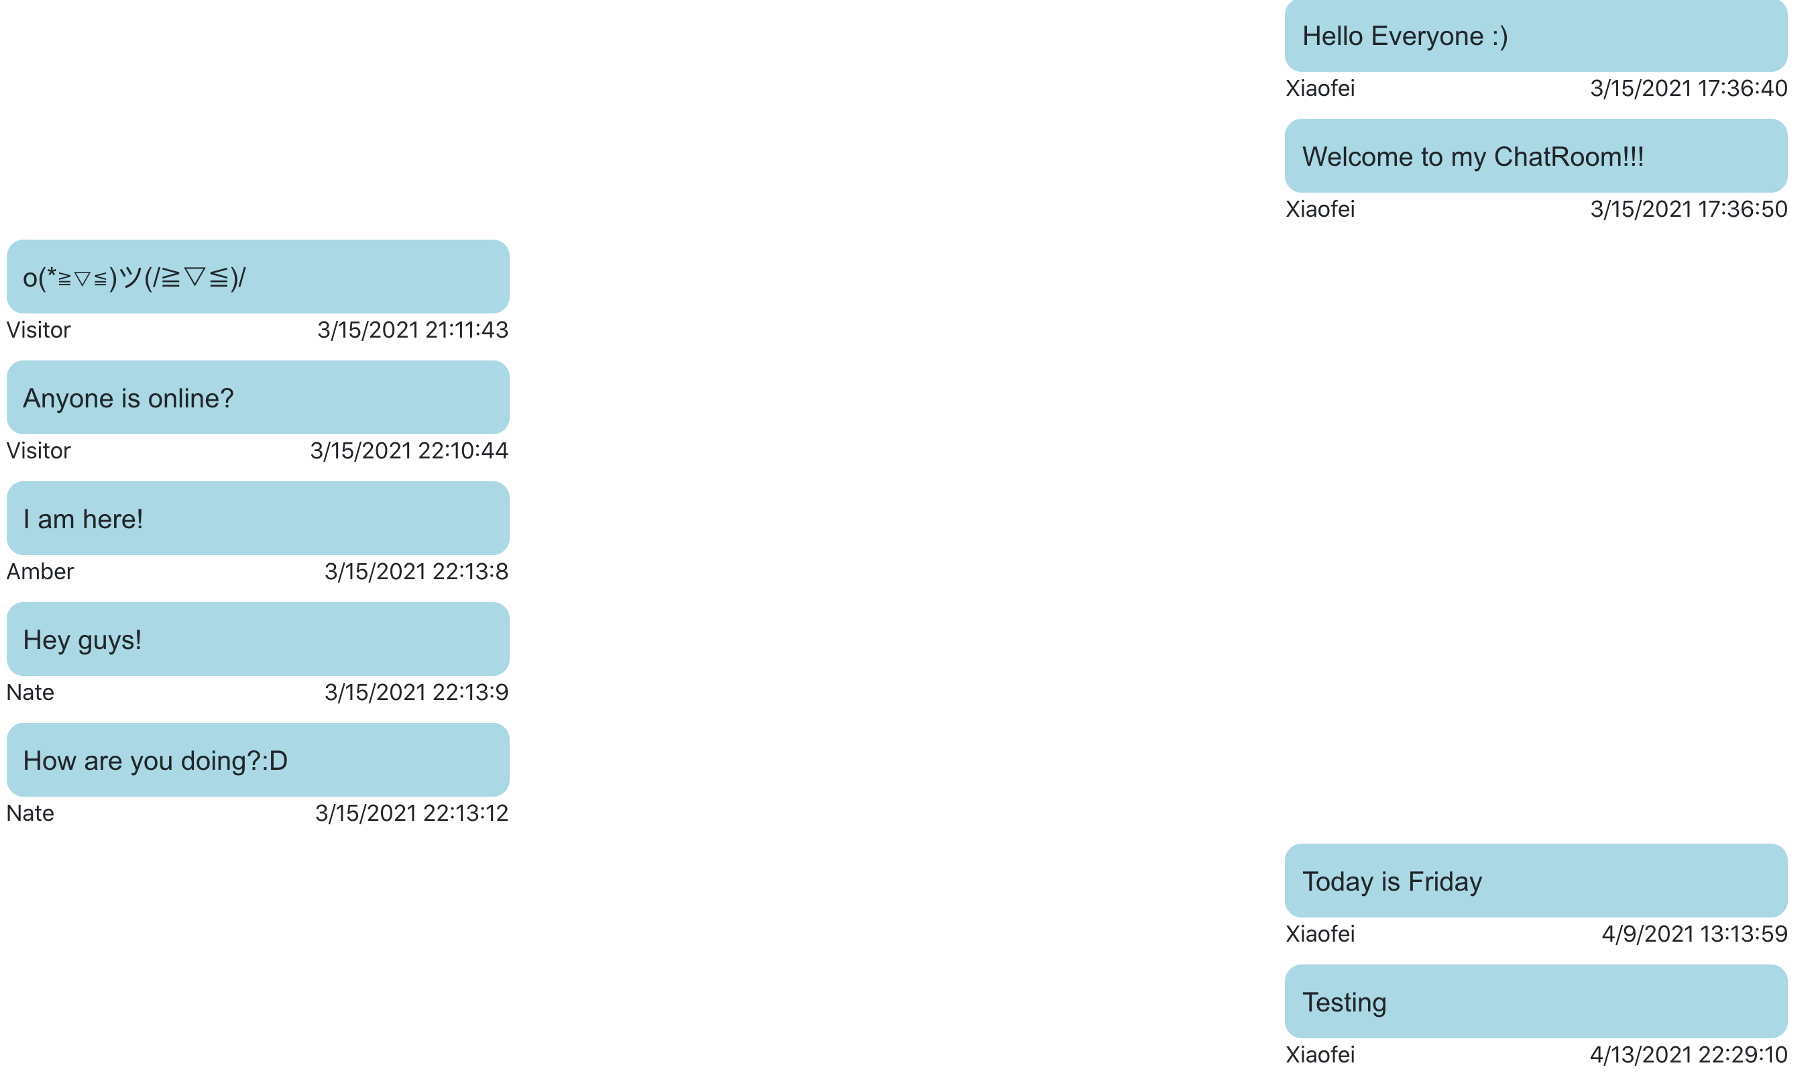 Hello Everyone :)
Xiaofei 3/15/2021 17:36:40
Welcome to my ChatRoom!!!
Xiaofei 3/15/2021 17:36:50
o(*≧▽≦)ツ(/≧▽≦)/
Visitor 3/15/2021 21:11:43
Anyone is online?
Visitor 3/15/2021 22:10:44
I am here!
Amber 3/15/2021 22:13:8
Hey guys!
Nate 3/15/2021 22:13:9
How are you doing?:D
Nate 3/15/2021 22:13:12
Today is Friday
Xiaofei 4/9/2021 13:13:59
Testing
Xiaofei 4/13/2021 22:29:10